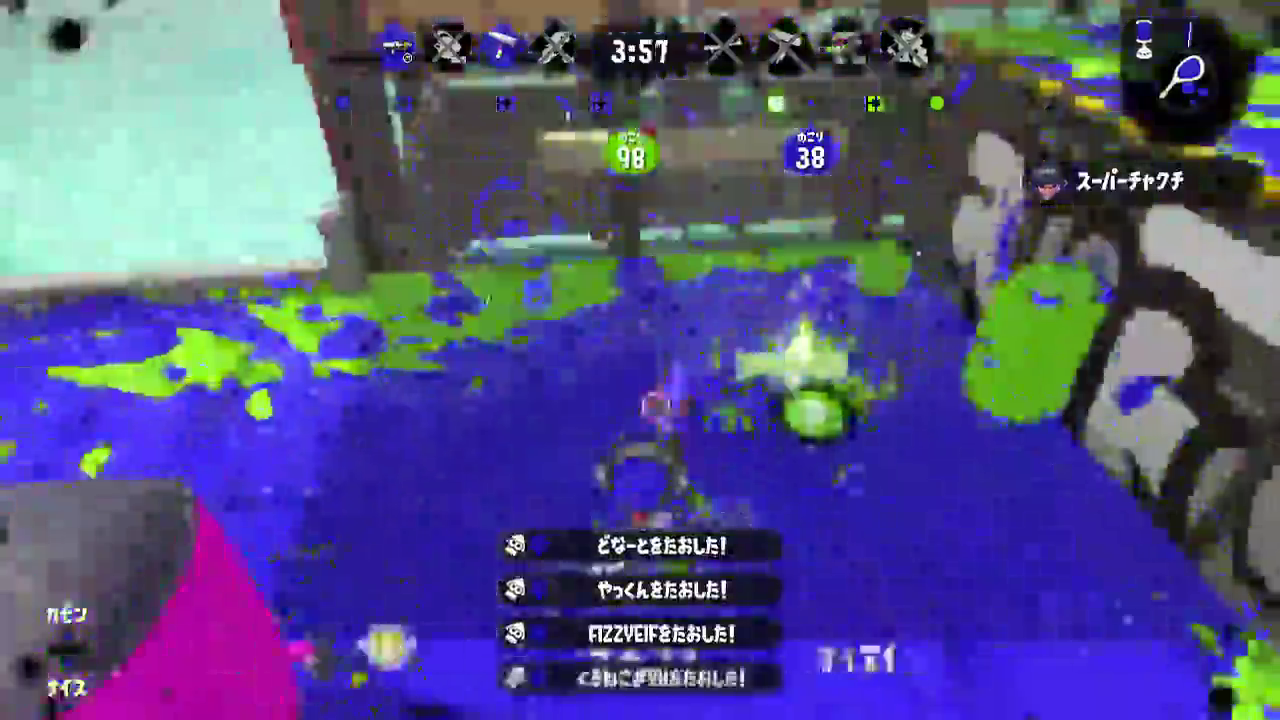 3:57
のこり
98
のこり
38
スーパーチャクチ
どなーとをたおした!
やっくんをたおした!
FIZZVEIFをたおした!
カモン
ナイス